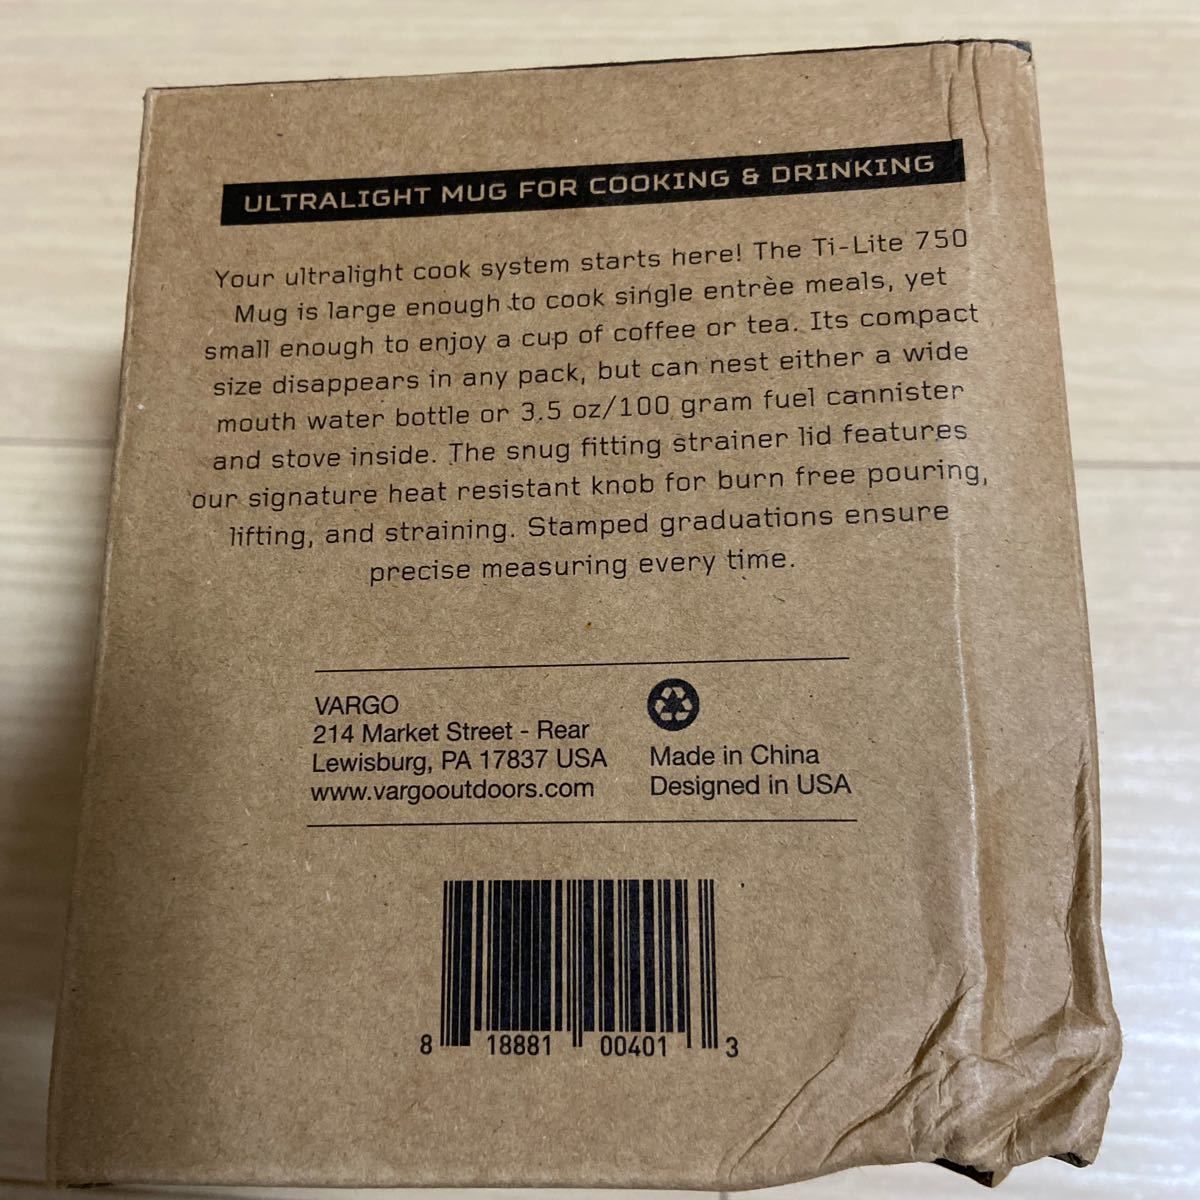 ULTRALIGHT MUG FOR COOKING & DRINKING
Your ultralight cook system starts here! The Ti-Lite 750
Mug is large enough to cook single entrèe meals, yet
small enough to enjoy a cup of coffee or tea. Its compact
size disappears in any pack, but can nest either a wide
mouth water bottle or 3.5 oz/100 gram fuel cannister
and stove inside. The snug fitting strainer lid features
our signature heat resistant knob for burn free pouring,
lifting, and straining. Stamped graduations ensure
precise measuring every time.
VARGO
214 Market Street - Rear
Lewisburg, PA 17837 USA
www.vargooutdoors.com
Made in China
Designed in USA
8 18881 00401 3